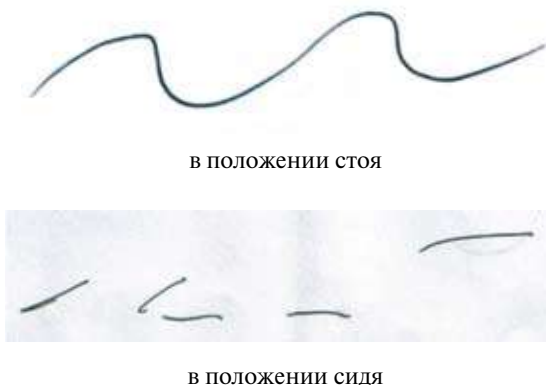 в положении стоя
в положении сидя